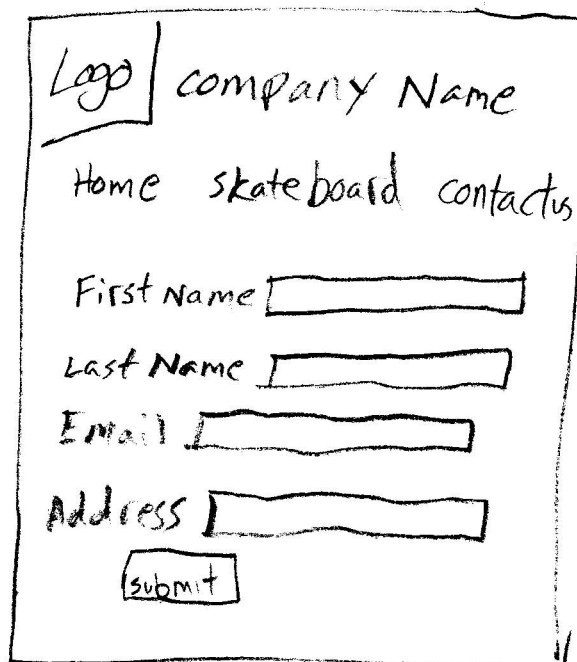 Logo company Name
Home skateboard contactus
First Name
Last Name
Email
Address
submit